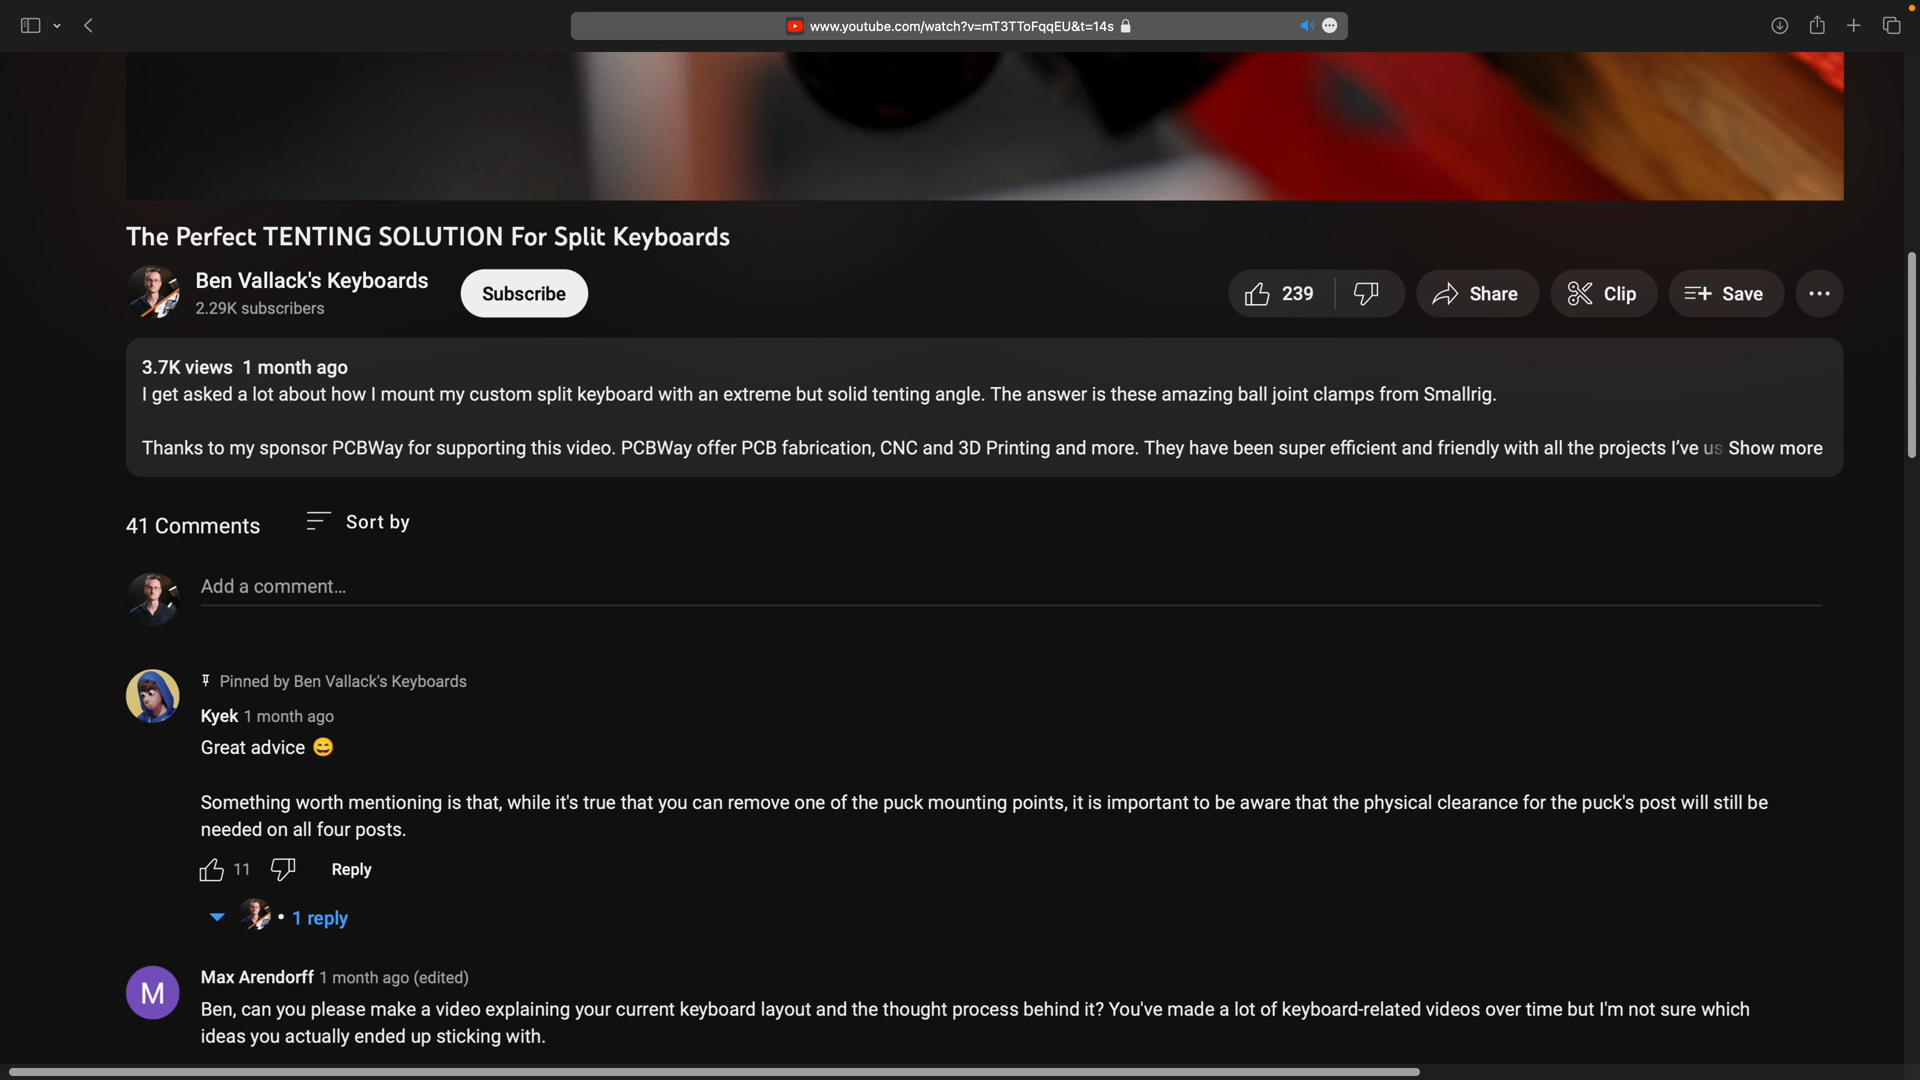 www.youtube.com/watch?v=mT3TToFqqEU&t=14s
The Perfect TENTING SOLUTION For Split Keyboards
Ben Vallack's Keyboards
2.29K subscribers
Subscribe
239
Share
Clip
Save
3.7K views 1 month ago
I get asked a lot about how I mount my custom split keyboard with an extreme but solid tenting angle. The answer is these amazing ball joint clamps from Smallrig.
Thanks to my sponsor PCBWay for supporting this video. PCBWay offer PCB fabrication, CNC and 3D Printing and more. They have been super efficient and friendly with all the projects I've us Show more
41 Comments
Sort by
Add a comment...
Pinned by Ben Vallack's Keyboards
Kyek 1 month ago
Great advice 😄
Something worth mentioning is that, while it's true that you can remove one of the puck mounting points, it is important to be aware that the physical clearance for the puck's post will still be
needed on all four posts.
11
Reply
• 1 reply
M
Max Arendorff 1 month ago (edited)
Ben, can you please make a video explaining your current keyboard layout and the thought process behind it? You've made a lot of keyboard-related videos over time but I'm not sure which
ideas you actually ended up sticking with.